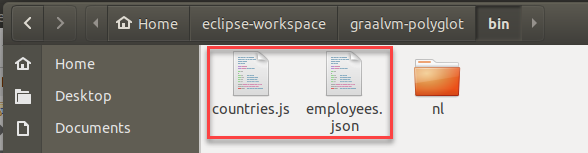 Home
eclipse-workspace
graalvm-polyglot
bin
Home
Desktop
Documents
countries.js
employees.
json
nl